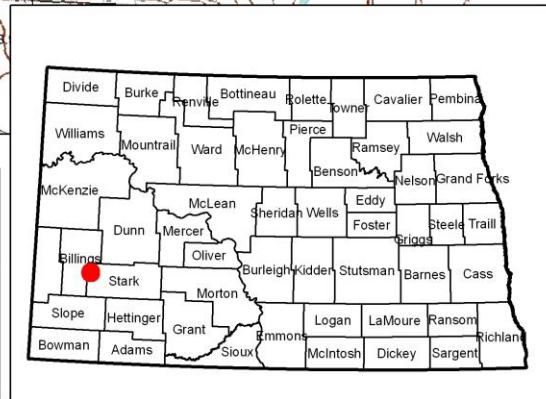 Divide Burke Renville Bottineau Rolette Towner Cavalier Pembina
Williams Mountrail Ward McHenry Pierce Benson Ramsey Walsh
McKenzie McLean Sheridan Wells Eddy Foster Nelson Grand Forks
Dunn Mercer Oliver Griggs Steele Traill
Billings Stark Morton Burleigh Kidder Stutsman Barnes Cass
Slope Hettinger Grant Emmons Logan LaMoure Ransom Richland
Bowman Adams Sioux McIntosh Dickey Sargent